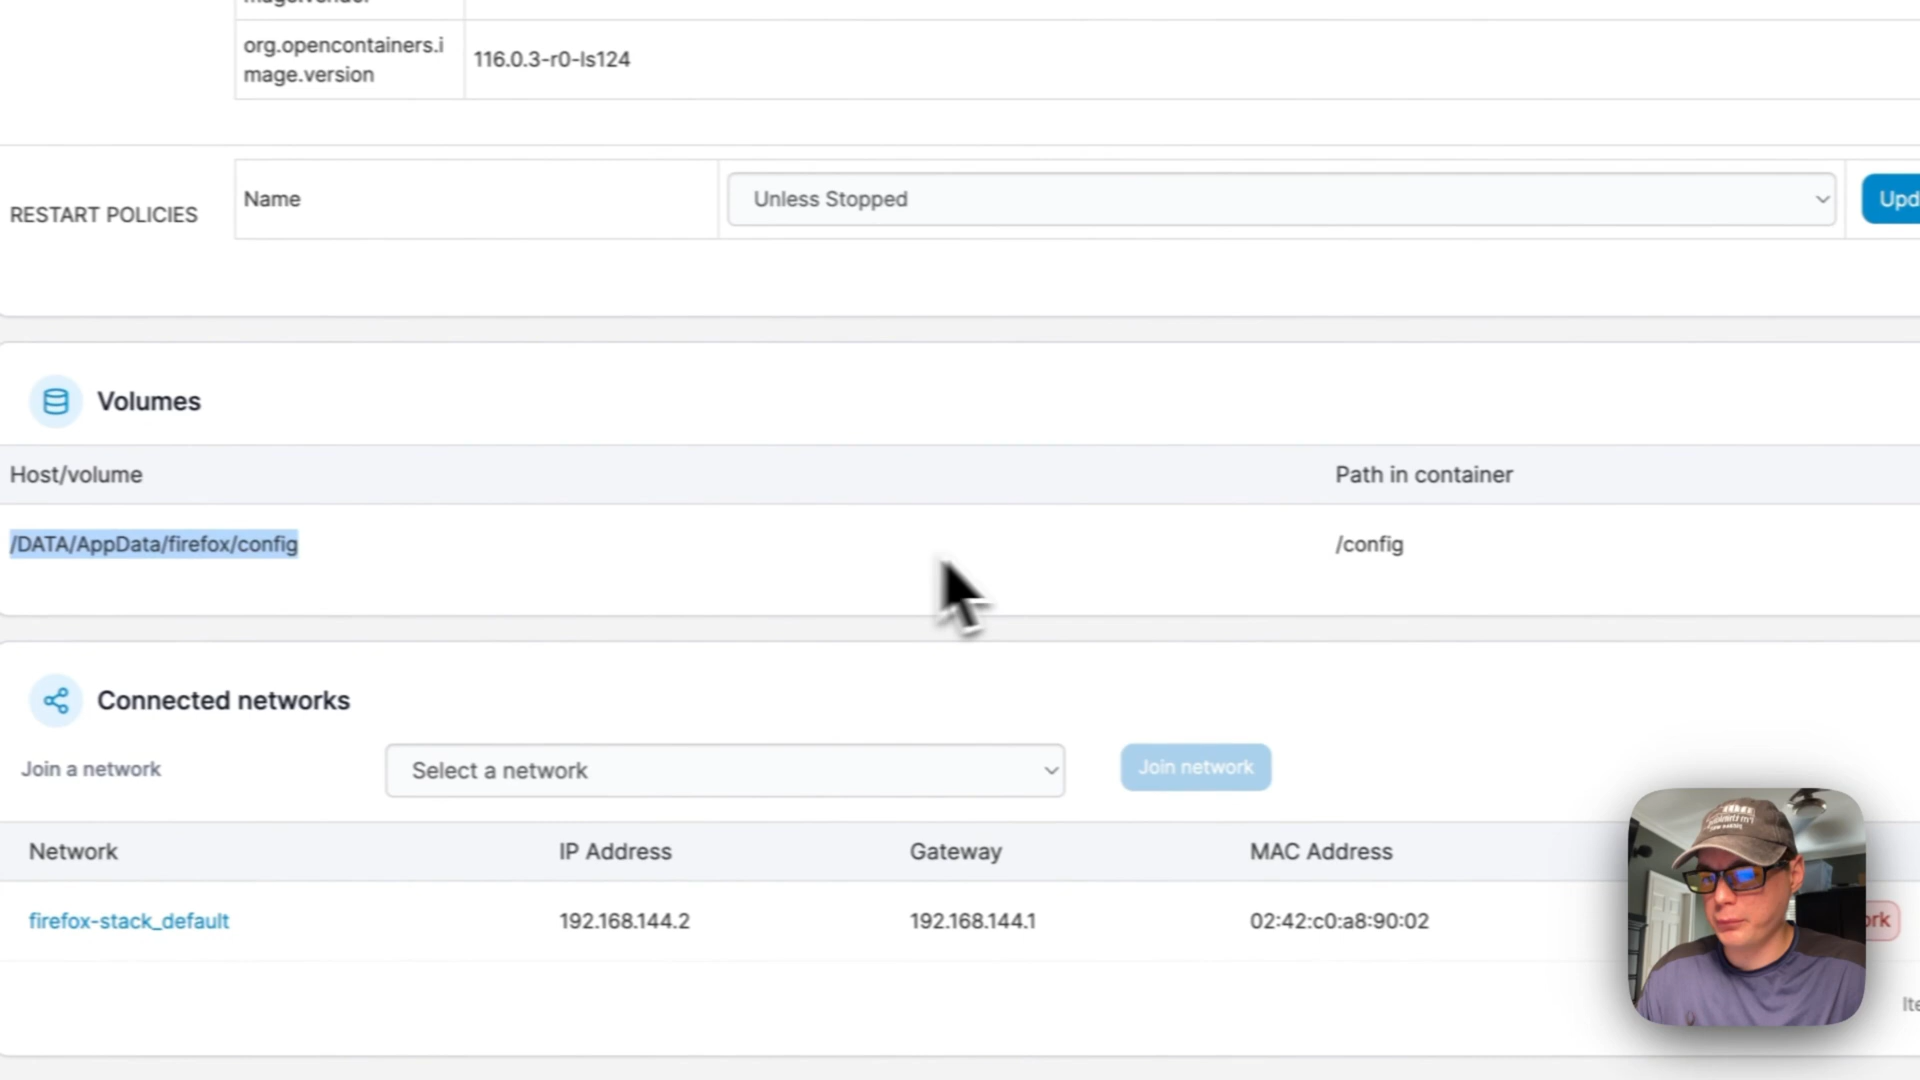 org.opencontainers.i
mage.version
116.0.3-r0-ls124
RESTART POLICIES
Name
Unless Stopped
Upd
Volumes
Host/volume
Path in container
/DATA/AppData/firefox/config
/config
Connected networks
Join a network
Select a network
Join network
Network
IP Address
Gateway
MAC Address
firefox-stack_default
192.168.144.2
192.168.144.1
02:42:c0:a8:90:02
ork
Ite